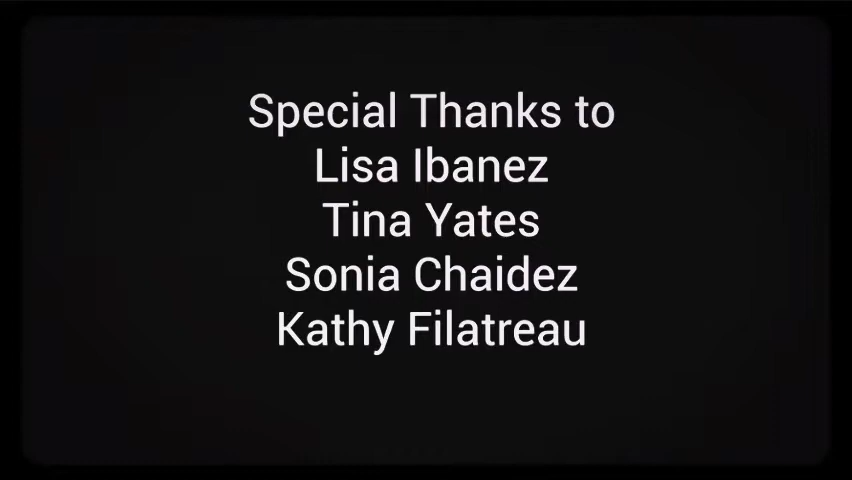 Special Thanks to
Lisa Ibanez
Tina Yates
Sonia Chaidez
Kathy Filatreau